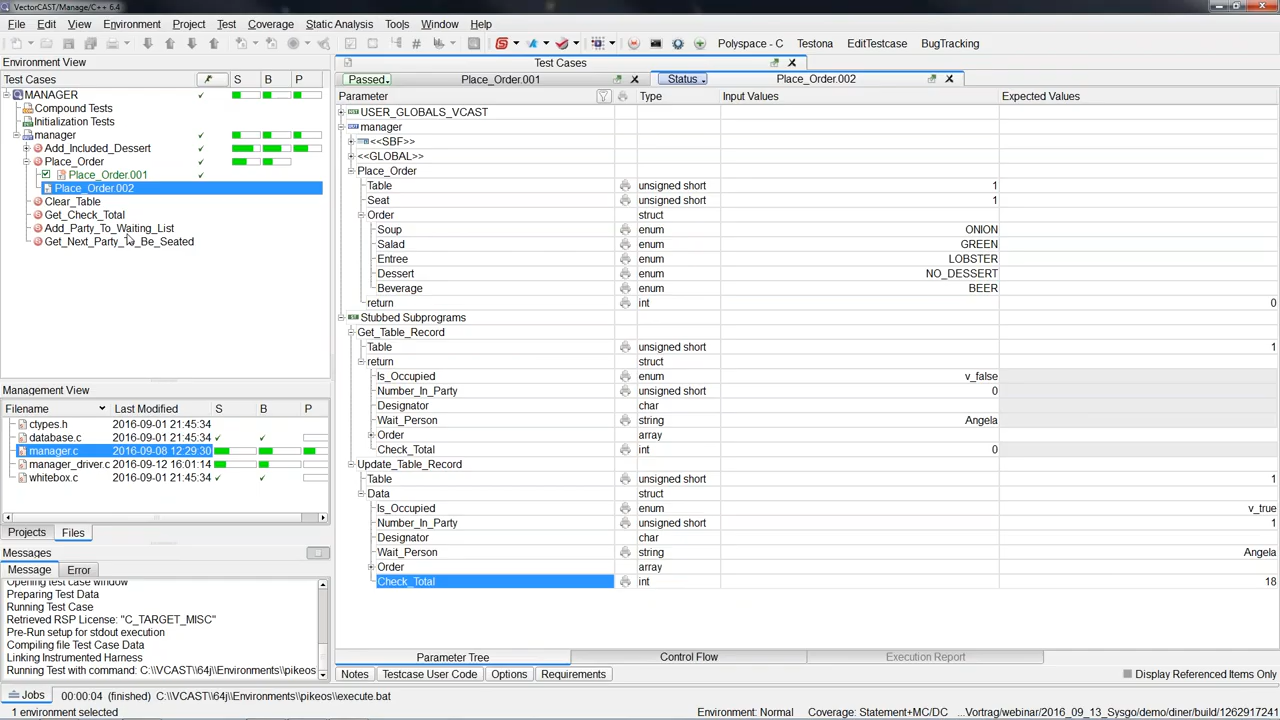 VectorCAST/Manage/C++ 6.4
File Edit View Environment Project Test Coverage Static Analysis Tools Window Help
Polyspace - C Testona EditTestcase BugTracking
Environment View
Test Cases S B P
MANAGER
Compound Tests
Initialization Tests
manager
Add_Included_Dessert
Place_Order
Place_Order.001
Place_Order.002
Clear_Table
Get_Check_Total
Add_Party_To_Waiting_List
Get_Next_Party_To_Be_Seated
Management View
Filename Last Modified S B P
ctypes.h 2016-09-01 21:45:34
database.c 2016-09-01 21:45:34
manager.c 2016-09-08 12:29:30
manager_driver.c 2016-09-12 16:01:14
whitebox.c 2016-09-01 21:45:34
Projects Files
Messages
Message Error
Opening test case window
Preparing Test Data
Running Test Case
Retrieved RSP License: "C_TARGET_MISC"
Pre-Run setup for stdout execution
Compiling file Test Case Data
Linking Instrumented Harness
Running Test with command: C:\\VCAST\\64j\\Environments\\pikeos
Test Cases
Passed Place_Order.001 Status Place_Order.002
Parameter Type Input Values Expected Values
USER_GLOBALS_VCAST
manager
<<SBF>>
<<GLOBAL>>
Place_Order
Table unsigned short 1
Seat unsigned short 1
Order struct
Soup enum ONION
Salad enum GREEN
Entree enum LOBSTER
Dessert enum NO_DESSERT
Beverage enum BEER
return int 0
Stubbed Subprograms
Get_Table_Record
Table unsigned short 1
return struct
Is_Occupied enum v_false
Number_In_Party unsigned short 0
Designator char
Wait_Person string Angela
Order array
Check_Total int 0
Update_Table_Record
Table unsigned short 1
Data struct
Is_Occupied enum v_true
Number_In_Party unsigned short 1
Designator char
Wait_Person string Angela
Order array
Check_Total int 18
Parameter Tree Control Flow Execution Report
Notes Testcase User Code Options Requirements Display Referenced Items Only
Jobs 00:00:04 (finished) C:\\VCAST\\64j\\Environments\\pikeos\\execute.bat
1 environment selected Environment: Normal Coverage: Statement+MC/DC ...Vortrag/webinar/2016_09_13_Sysgo/demo/diner/build/1262917241